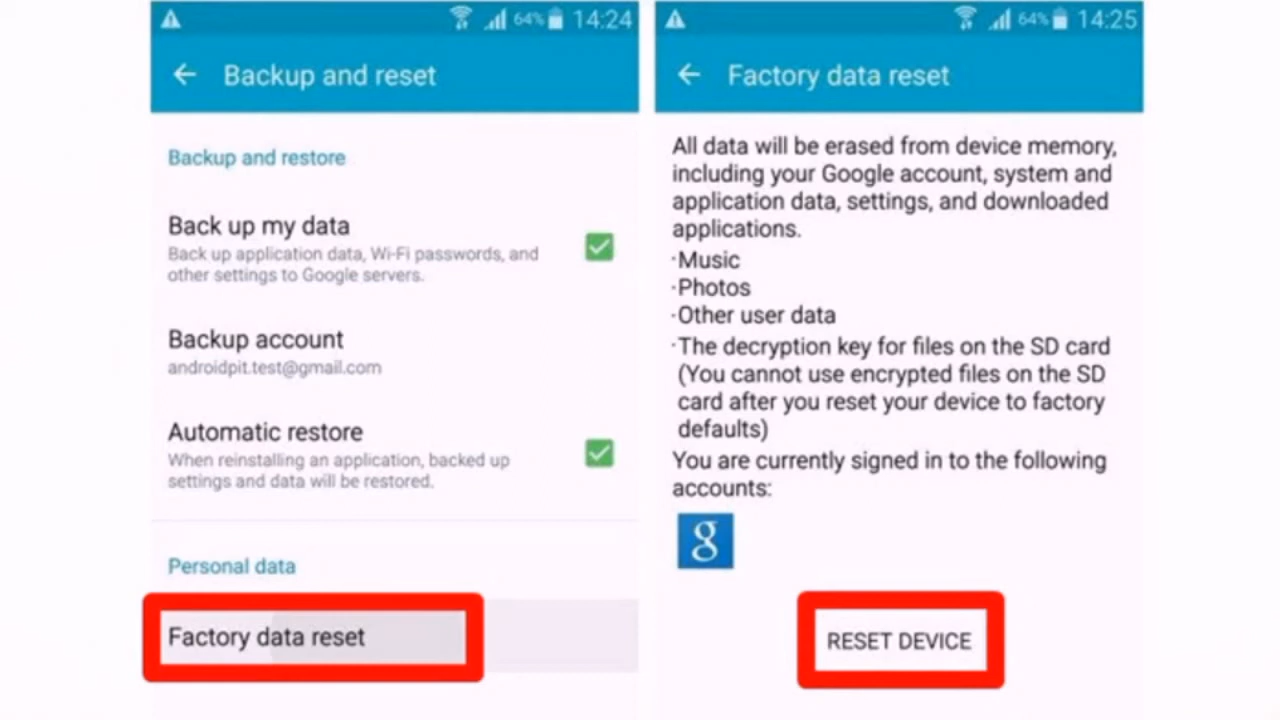 64% 14:24
Backup and reset
Backup and restore
Back up my data
Back up application data, Wi-Fi passwords, and
other settings to Google servers.
Backup account
androidpit.test@gmail.com
Automatic restore
When reinstalling an application, backed up
settings and data will be restored.
Personal data
Factory data reset
64% 14:25
Factory data reset
All data will be erased from device memory,
including your Google account, system and
application data, settings, and downloaded
applications.
·Music
·Photos
·Other user data
·The decryption key for files on the SD card
(You cannot use encrypted files on the SD
card after you reset your device to factory
defaults)
You are currently signed in to the following
accounts:
g
RESET DEVICE